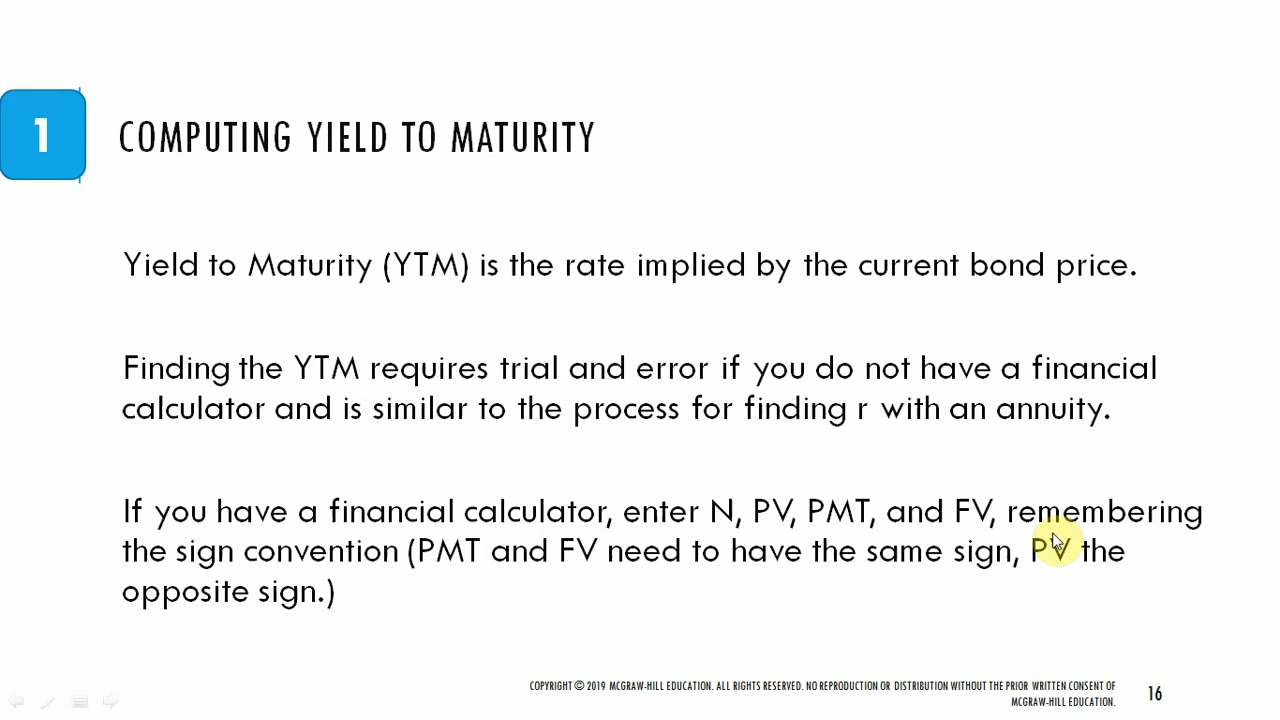 1
COMPUTING YIELD TO MATURITY
Yield to Maturity (YTM) is the rate implied by the current bond price.
Finding the YTM requires trial and error if you do not have a financial
calculator and is similar to the process for finding r with an annuity.
If you have a financial calculator, enter N, PV, PMT, and FV, remembering
the sign convention (PMT and FV need to have the same sign, PV the
opposite sign.)
COPYRIGHT © 2019 MCGRAW-HILL EDUCATION. ALL RIGHTS RESERVED. NO REPRODUCTION OR DISTRIBUTION WITHOUT THE PRIOR WRITTEN CONSENT OF
MCGRAW-HILL EDUCATION.
16